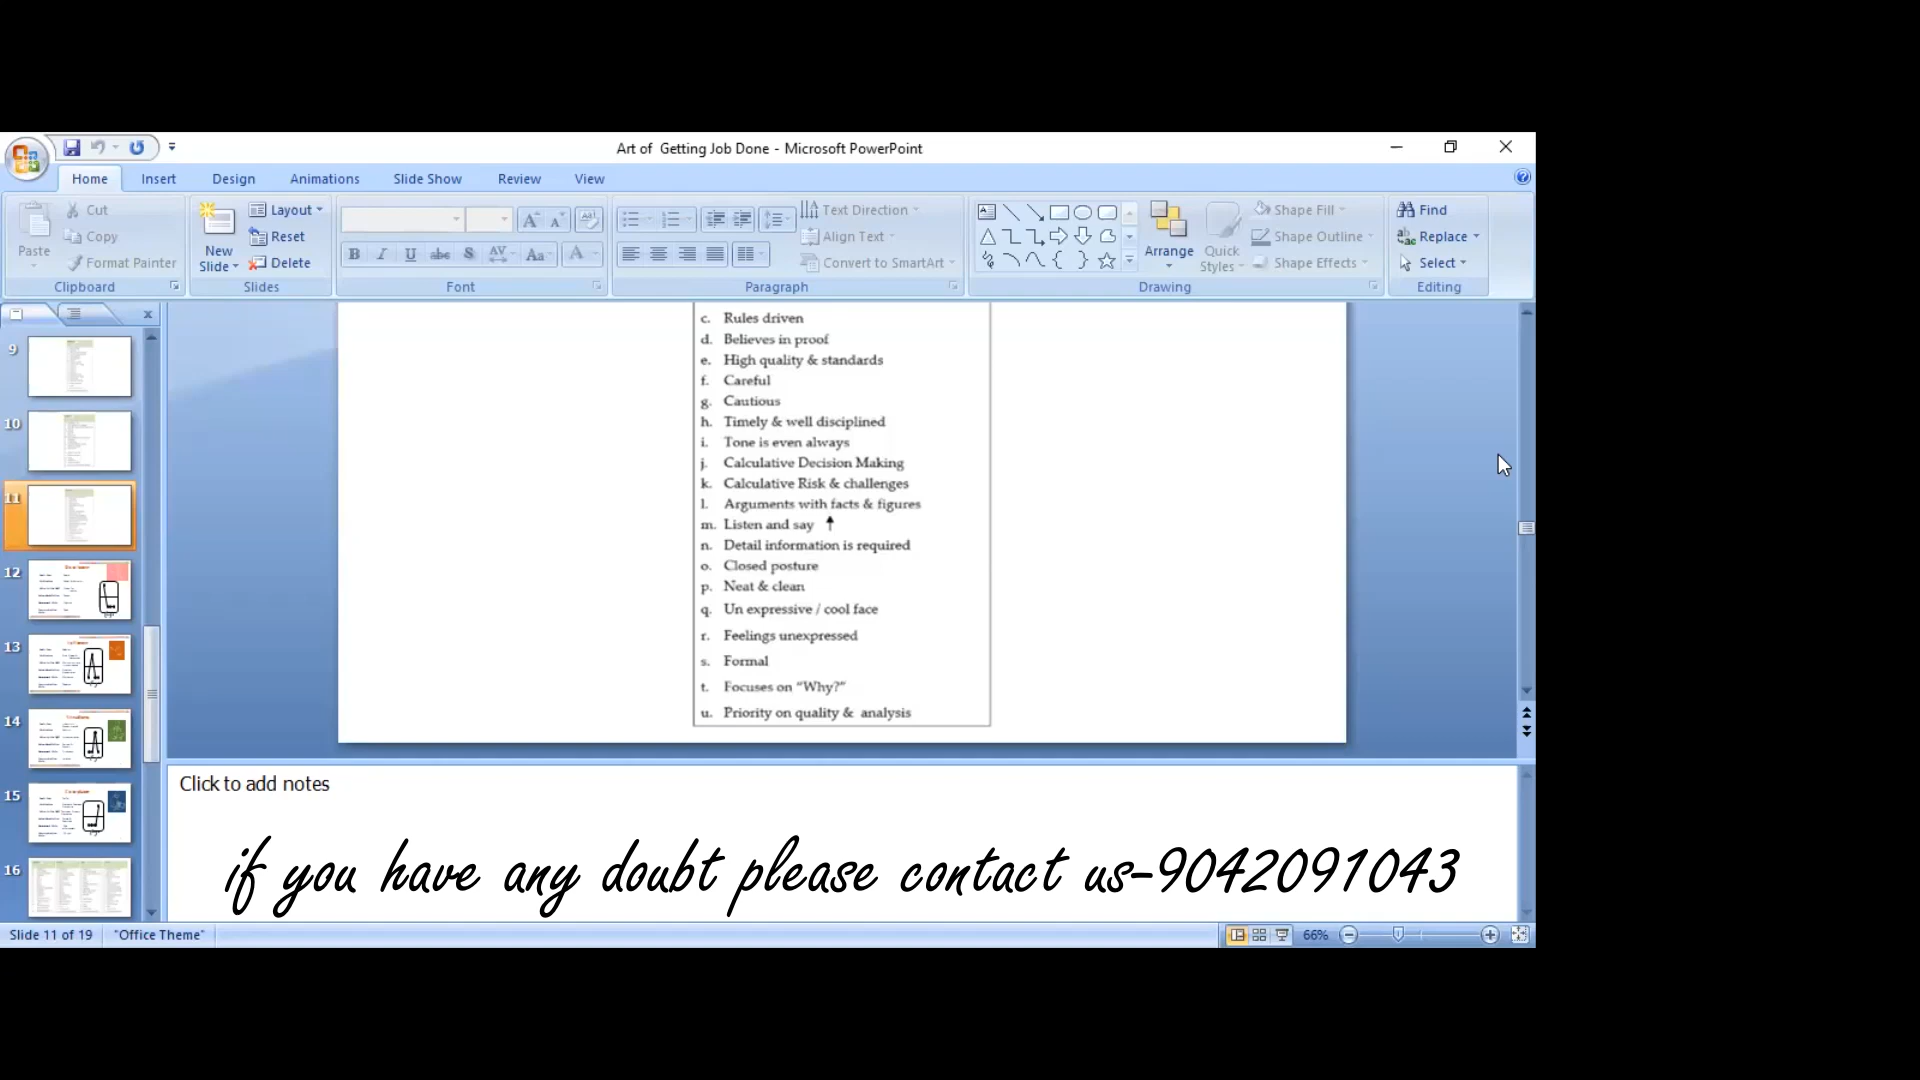 Art of Getting Job Done - Microsoft PowerPoint
Home Insert Design Animations Slide Show Review View
Paste
Cut
Copy
Format Painter
Clipboard
New Slide
Layout
Reset
Delete
Slides
B I U abc S AV Aa A
Font
Text Direction
Align Text
Convert to SmartArt
Paragraph
Arrange
Quick Styles
Shape Fill
Shape Outline
Shape Effects
Drawing
Find
Replace
Select
Editing
9
10
11
12
13
14
15
16
c. Rules driven
d. Believes in proof
e. High quality & standards
f. Careful
g. Cautious
h. Timely & well disciplined
i. Tone is even always
j. Calculative Decision Making
k. Calculative Risk & challenges
l. Arguments with facts & figures
m. Listen and say ↑
n. Detail information is required
o. Closed posture
p. Neat & clean
q. Un expressive / cool face
r. Feelings unexpressed
s. Formal
t. Focuses on "Why?"
u. Priority on quality & analysis
Click to add notes
if you have any doubt please contact us-9042091043
Slide 11 of 19 "Office Theme" 66%